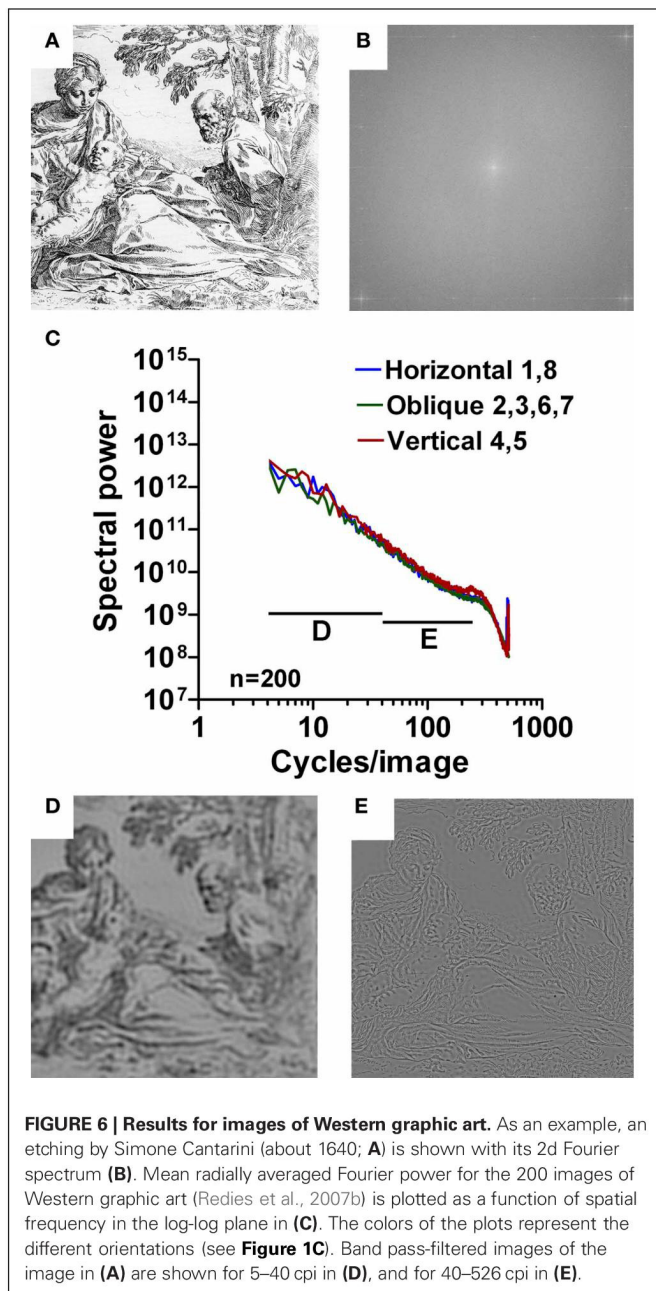 A
B
C
10^15
10^14
10^13
10^12
10^11
10^10
10^9
10^8
10^7
Spectral power
Horizontal 1,8
Oblique 2,3,6,7
Vertical 4,5
D
E
n=200
1
10
100
1000
Cycles/image
D
E
FIGURE 6 | Results for images of Western graphic art. As an example, an
etching by Simone Cantarini (about 1640; A) is shown with its 2d Fourier
spectrum (B). Mean radially averaged Fourier power for the 200 images of
Western graphic art (Redies et al., 2007b) is plotted as a function of spatial
frequency in the log-log plane in (C). The colors of the plots represent the
different orientations (see Figure 1C). Band pass-filtered images of the
image in (A) are shown for 5–40 cpi in (D), and for 40–526 cpi in (E).